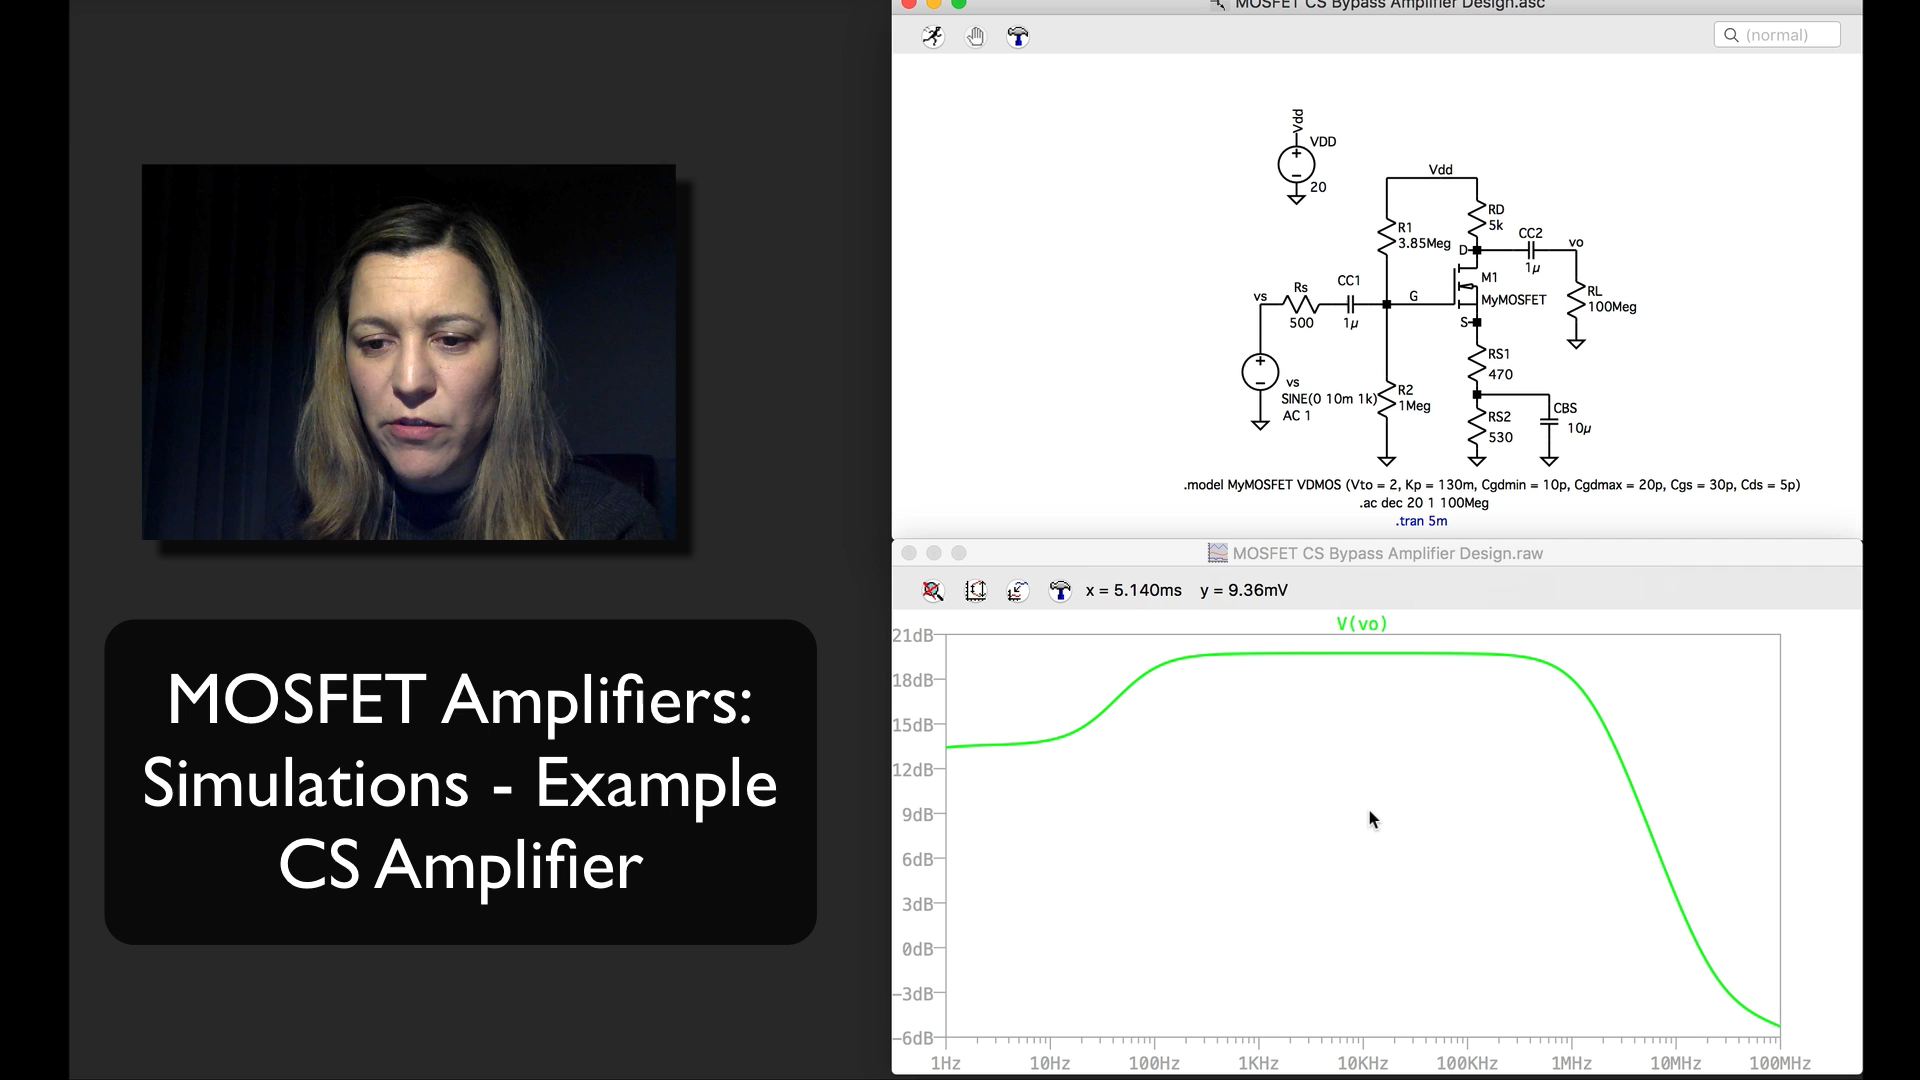 MOSFET CS Bypass Amplifier Design.asc
(normal)
Vdd
VDD
20
Vdd
RD
5k
R1
3.85Meg
D
CC2
1µ
vo
M1
MyMOSFET
RL
100Meg
CC1
1µ
Rs
500
vs
G
S
RS1
470
vs
SINE(0 10m 1k)
AC 1
R2
1Meg
RS2
530
CBS
10µ
.model MyMOSFET VDMOS (Vto = 2, Kp = 130m, Cgdmin = 10p, Cgdmax = 20p, Cgs = 30p, Cds = 5p)
.ac dec 20 1 100Meg
.tran 5m
MOSFET Amplifiers:
Simulations - Example
CS Amplifier
MOSFET CS Bypass Amplifier Design.raw
x = 5.140ms y = 9.36mV
V(vo)
21dB
18dB
15dB
12dB
9dB
6dB
3dB
0dB
-3dB
-6dB
1Hz 10Hz 100Hz 1KHz 10KHz 100KHz 1MHz 10MHz 100MHz